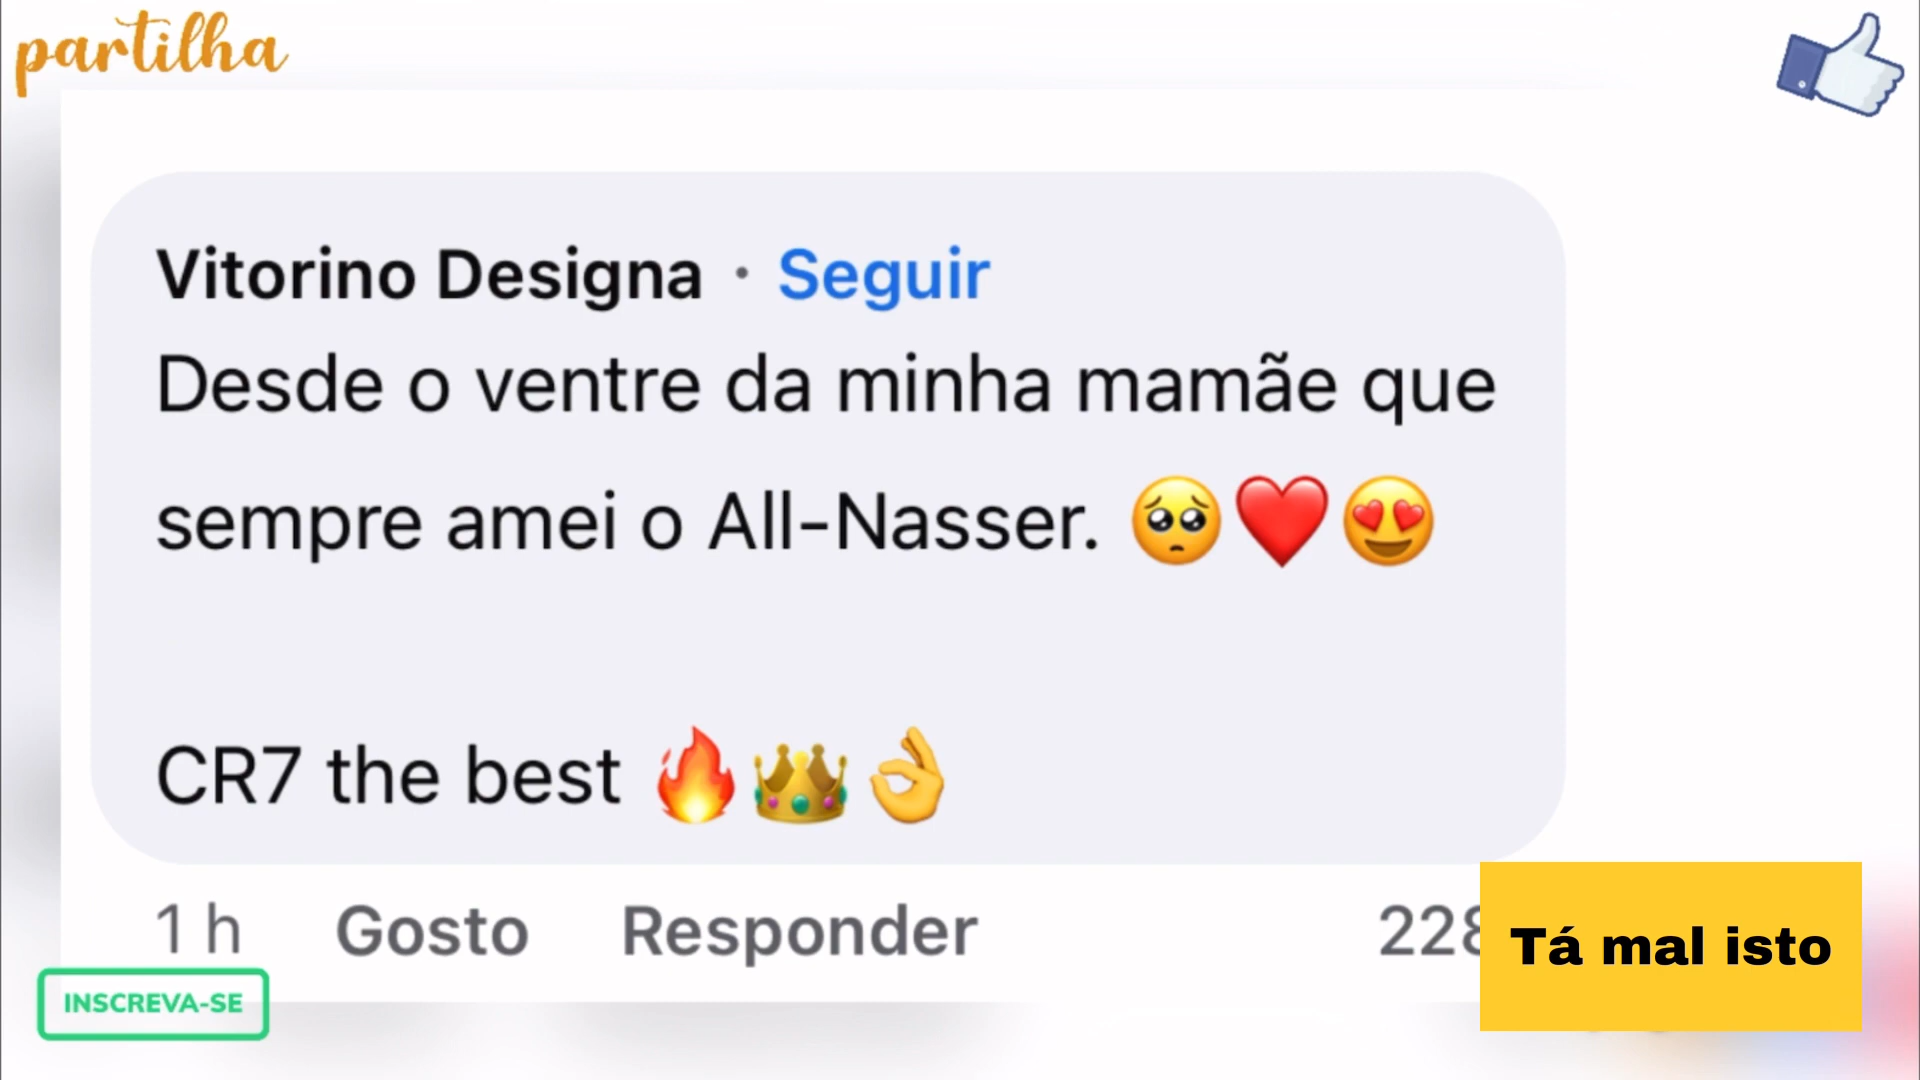 partilha
Vitorino Designa · Seguir
Desde o ventre da minha mamãe que
sempre amei o All-Nasser. 🥺❤️😍
CR7 the best 🔥👑👌
1 h Gosto Responder
Tá mal isto
INSCREVA-SE